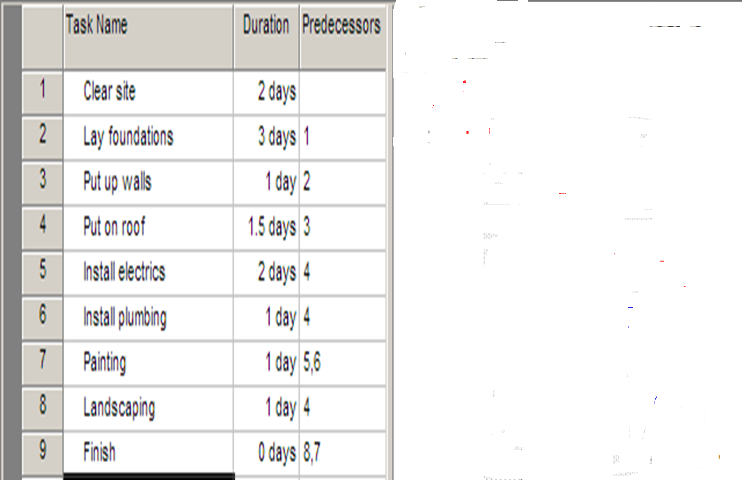 Task Name Duration Predecessors
1 Clear site 2 days
2 Lay foundations 3 days 1
3 Put up walls 1 day 2
4 Put on roof 1.5 days 3
5 Install electrics 2 days 4
6 Install plumbing 1 day 4
7 Painting 1 day 5,6
8 Landscaping 1 day 4
9 Finish 0 days 8,7